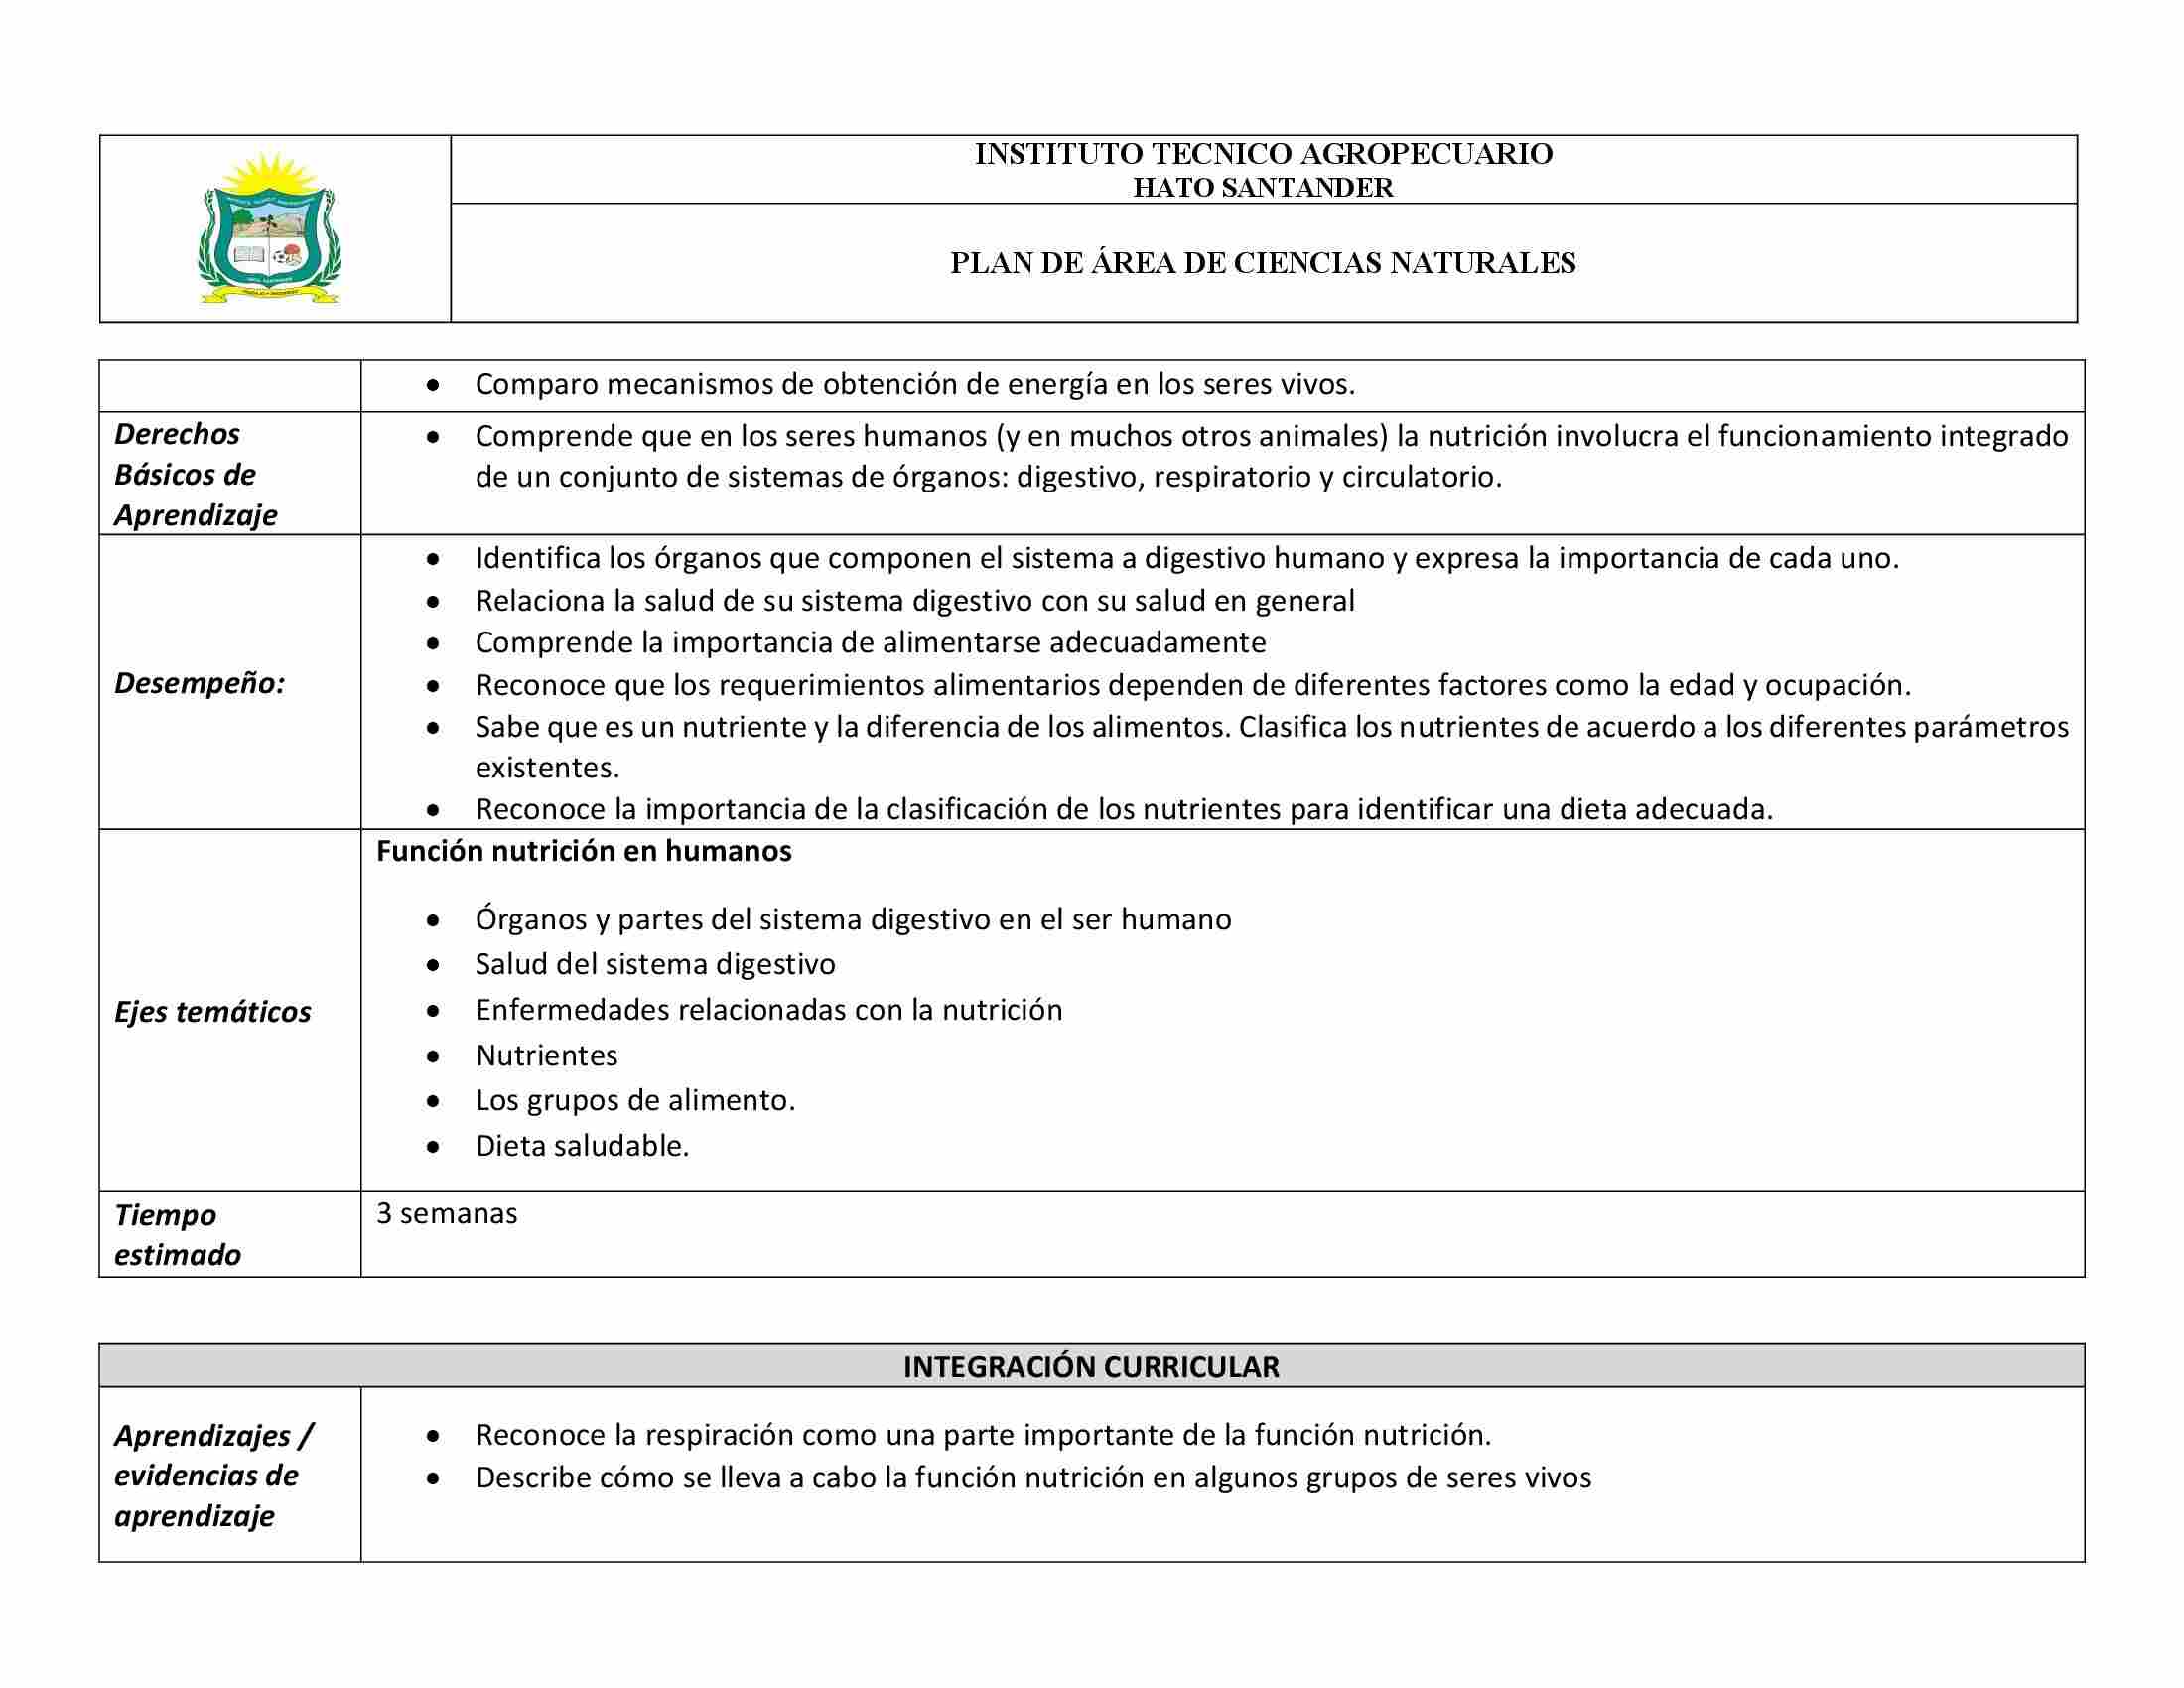 INSTITUTO TECNICO AGROPECUARIO
HATO SANTANDER
PLAN DE ÁREA DE CIENCIAS NATURALES
• Comparo mecanismos de obtención de energía en los seres vivos.
Derechos
Básicos de
Aprendizaje
• Comprende que en los seres humanos (y en muchos otros animales) la nutrición involucra el funcionamiento integrado
de un conjunto de sistemas de órganos: digestivo, respiratorio y circulatorio.
Desempeño:
• Identifica los órganos que componen el sistema a digestivo humano y expresa la importancia de cada uno.
• Relaciona la salud de su sistema digestivo con su salud en general
• Comprende la importancia de alimentarse adecuadamente
• Reconoce que los requerimientos alimentarios dependen de diferentes factores como la edad y ocupación.
• Sabe que es un nutriente y la diferencia de los alimentos. Clasifica los nutrientes de acuerdo a los diferentes parámetros
existentes.
• Reconoce la importancia de la clasificación de los nutrientes para identificar una dieta adecuada.
Ejes temáticos
Función nutrición en humanos
• Órganos y partes del sistema digestivo en el ser humano
• Salud del sistema digestivo
• Enfermedades relacionadas con la nutrición
• Nutrientes
• Los grupos de alimento.
• Dieta saludable.
Tiempo
estimado
3 semanas
INTEGRACIÓN CURRICULAR
Aprendizajes /
evidencias de
aprendizaje
• Reconoce la respiración como una parte importante de la función nutrición.
• Describe cómo se lleva a cabo la función nutrición en algunos grupos de seres vivos